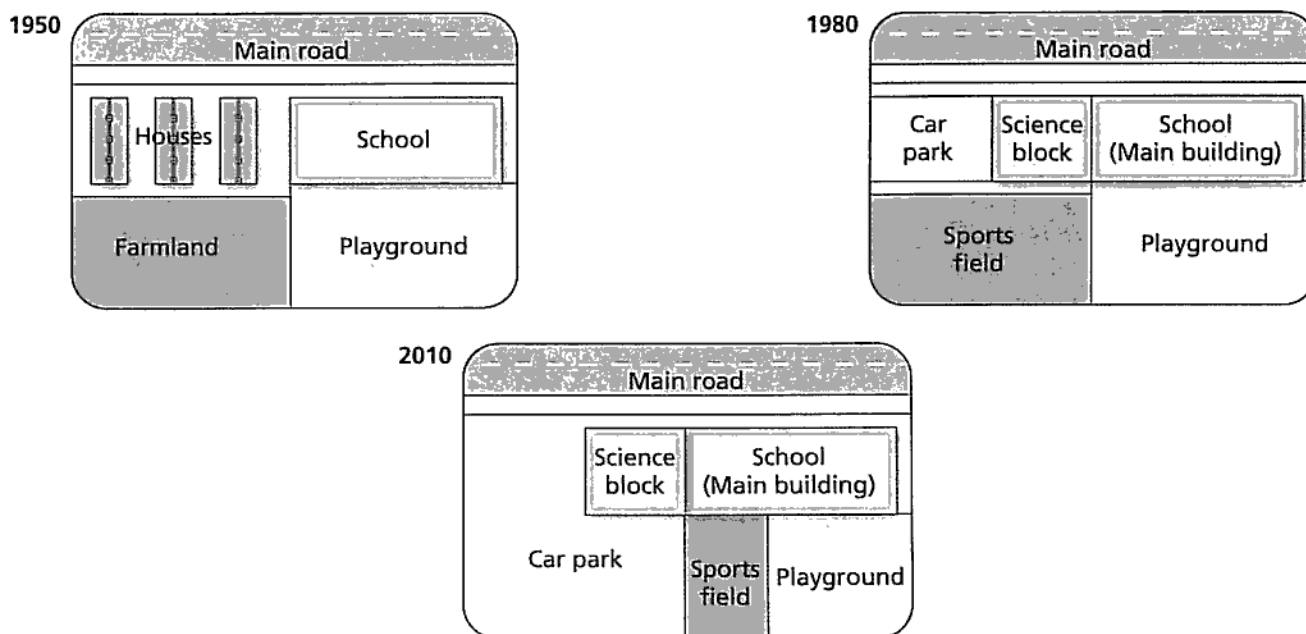 1950
Main road
Houses
School
Farmland
Playground
1980
Main road
Car
park
Science
block
School
(Main building)
Sports
field
Playground
2010
Main road
Science
block
School
(Main building)
Car park
Sports
field
Playground